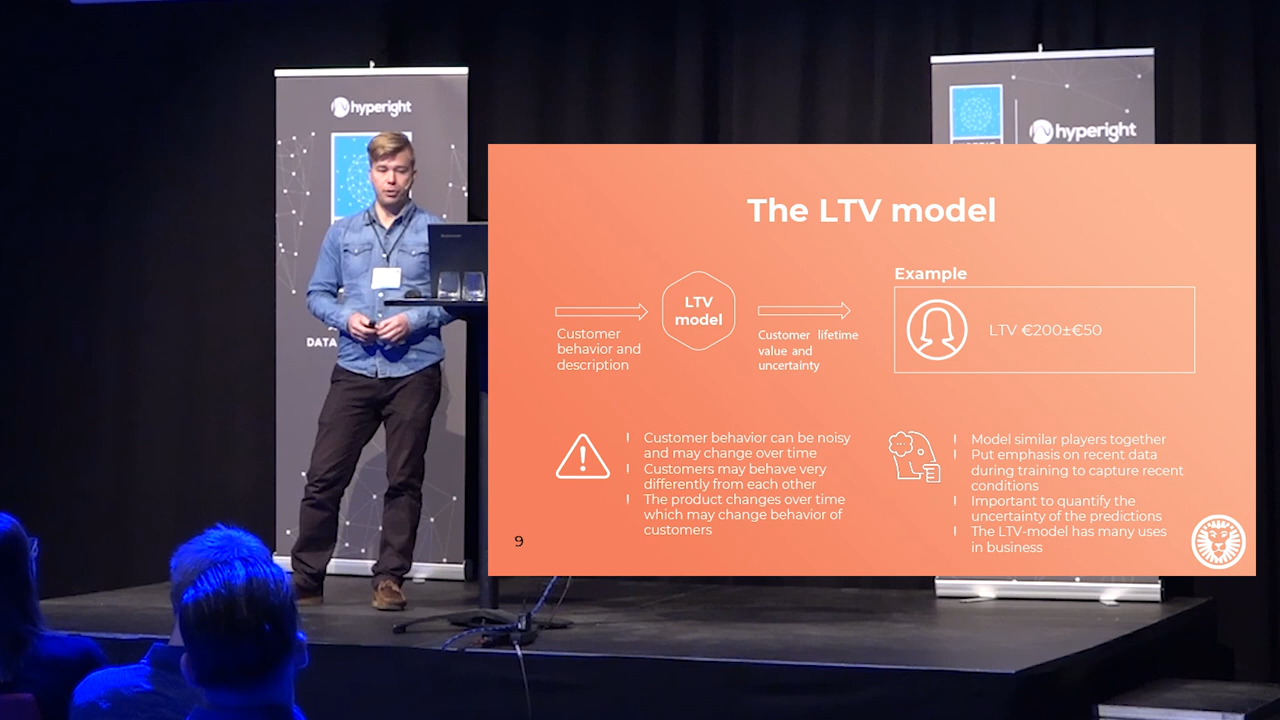 hyperight
DATA
hyperight
The LTV model
Customer
behavior and
description
LTV
model
Customer lifetime
value and
uncertainty
Example
LTV €200±€50
Customer behavior can be noisy
and may change over time
Customers may behave very
differently from each other
The product changes over time
which may change behavior of
customers
Model similar players together
Put emphasis on recent data
during training to capture recent
conditions
Important to quantify the
uncertainty of the predictions
The LTV-model has many uses
in business
9